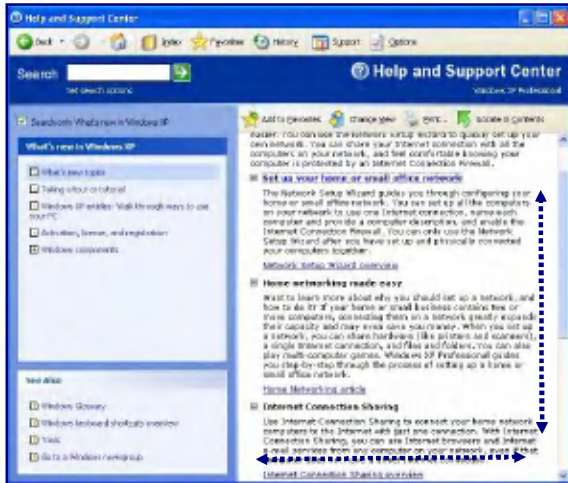 Help and Support Center
Back Index Favorites History Support Options
Search
Set search options
Help and Support Center
Windows XP Professional
Search only What's new in Windows XP
Add to Favorites Change View Print... Locate in Contents
What's new in Windows XP
What's new topics
Taking a tour or tutorial
Windows XP articles: Walk through ways to use
your PC
Activation, license, and registration
Windows components
See Also
Windows Glossary
Windows keyboard shortcuts overview
Tools
Go to a Windows newsgroup
easier. You can use the Network Setup Wizard to quickly set up your
own network. You can share your Internet connection with all the
computers on your network, and feel comfortable knowing your
computer is protected by an Internet Connection Firewall.
Set up your home or small office network
The Network Setup Wizard guides you through configuring your
home or small office network. You can set up all the computers
on your network to use one Internet connection, name each
computer and provide a computer description, and enable the
Internet Connection Firewall. You can only use the Network
Setup Wizard after you have set up and physically connected
your computers together.
Network Setup Wizard overview
Home networking made easy
Want to learn more about why you should set up a network, and
how to do it? If your home or small business contains two or
more computers, connecting them on a network greatly expands
their capacity and may even save you money. When you set up
a network, you can share hardware (like printers and scanners),
a single Internet connection, and files and folders. You can also
play multi-computer games. Windows XP Professional guides
you step-by-step through the process of setting up a home or
small office network.
Home Networking article
Internet Connection Sharing
Use Internet Connection Sharing to connect your home network
computers to the Internet with just one connection. With Internet
Connection Sharing, you can use Internet browsers and Internet
e-mail services from any computer on your network, even if that
Internet Connection Sharing overview